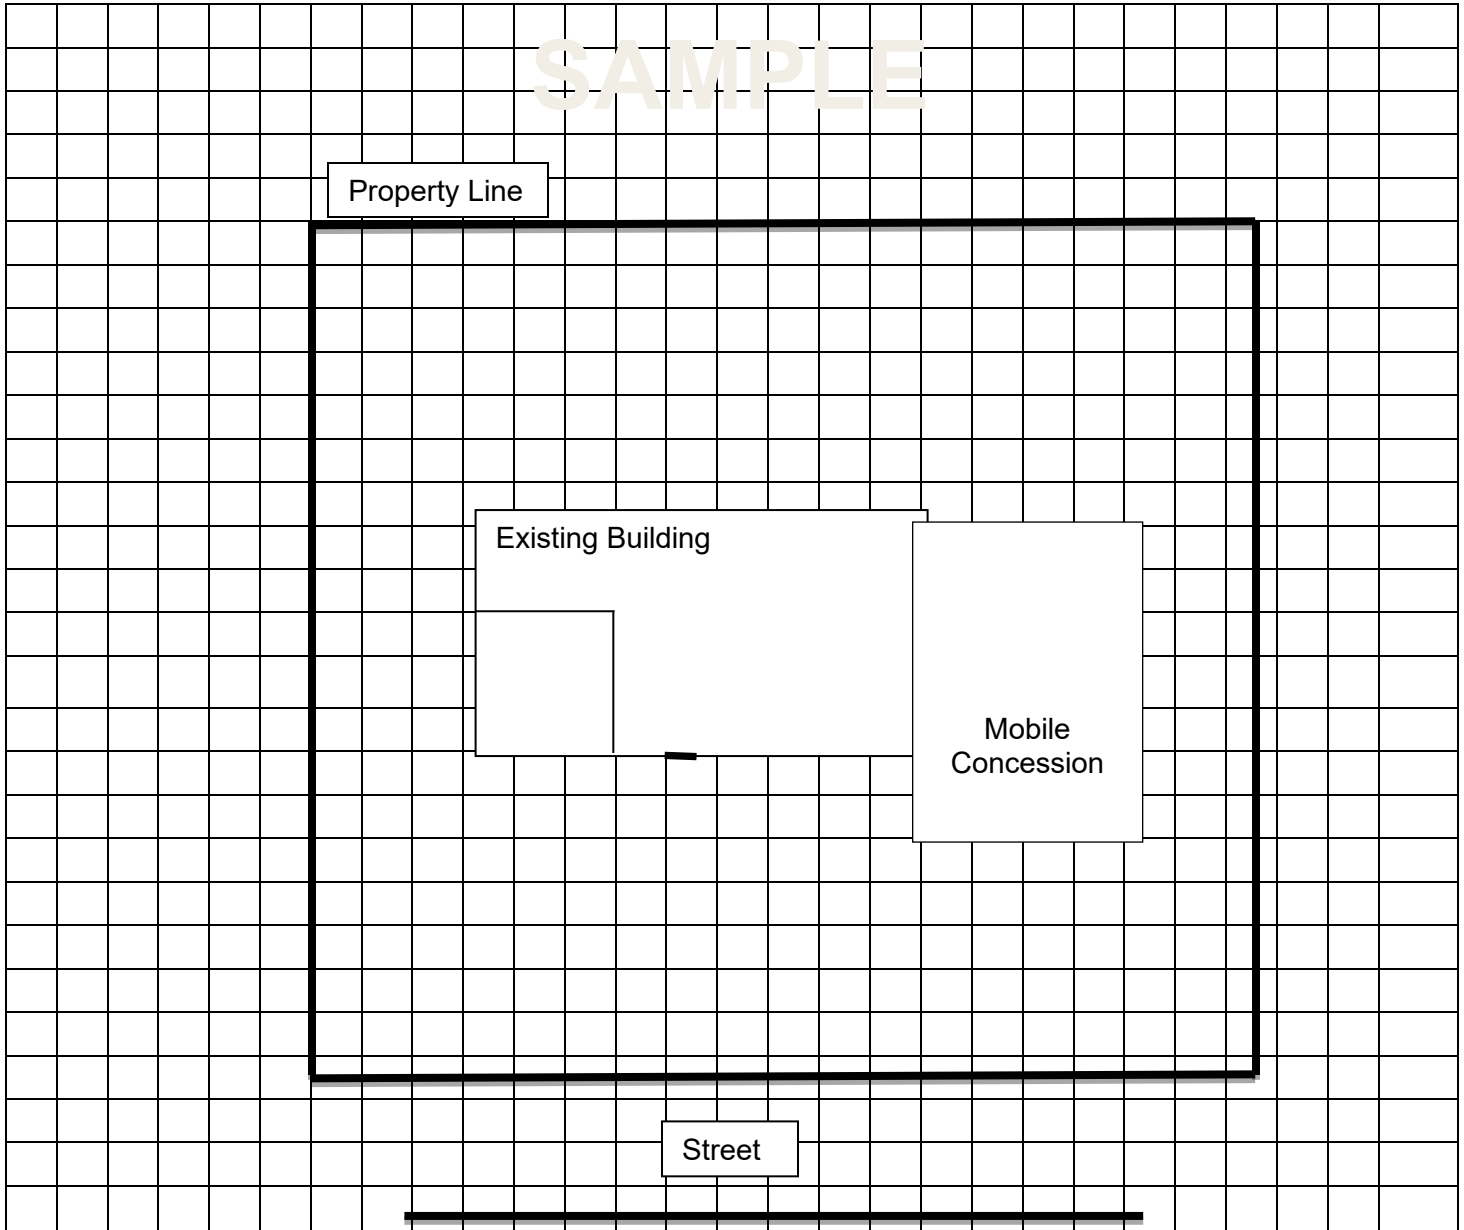 SAMPLE
Property Line
Existing Building
Mobile
Concession
Street